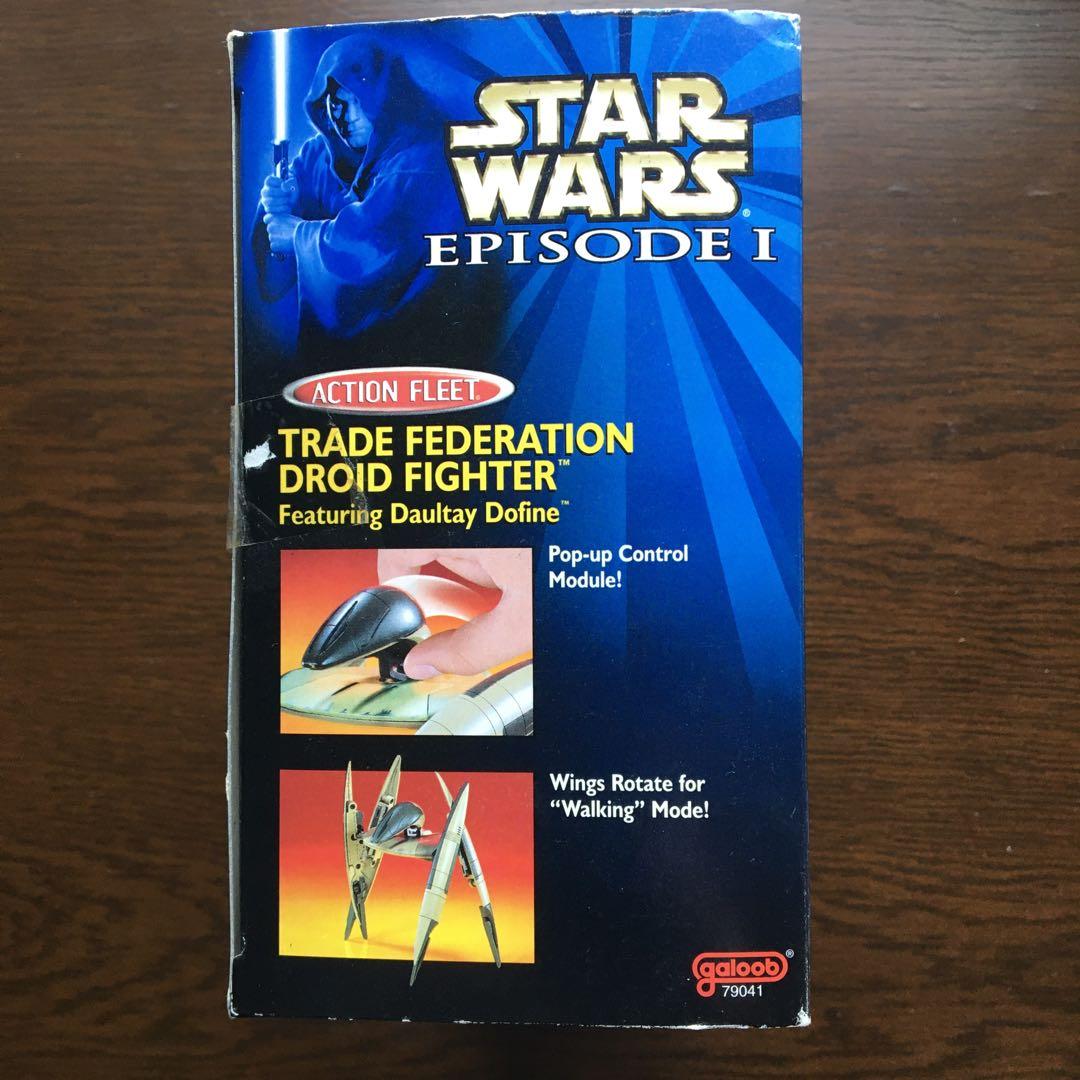 STAR
WARS®
EPISODE I
ACTION FLEET®
TRADE FEDERATION
DROID FIGHTER™
Featuring Daultay Dofine™
Pop-up Control
Module!
Wings Rotate for
“Walking” Mode!
galoob®
79041